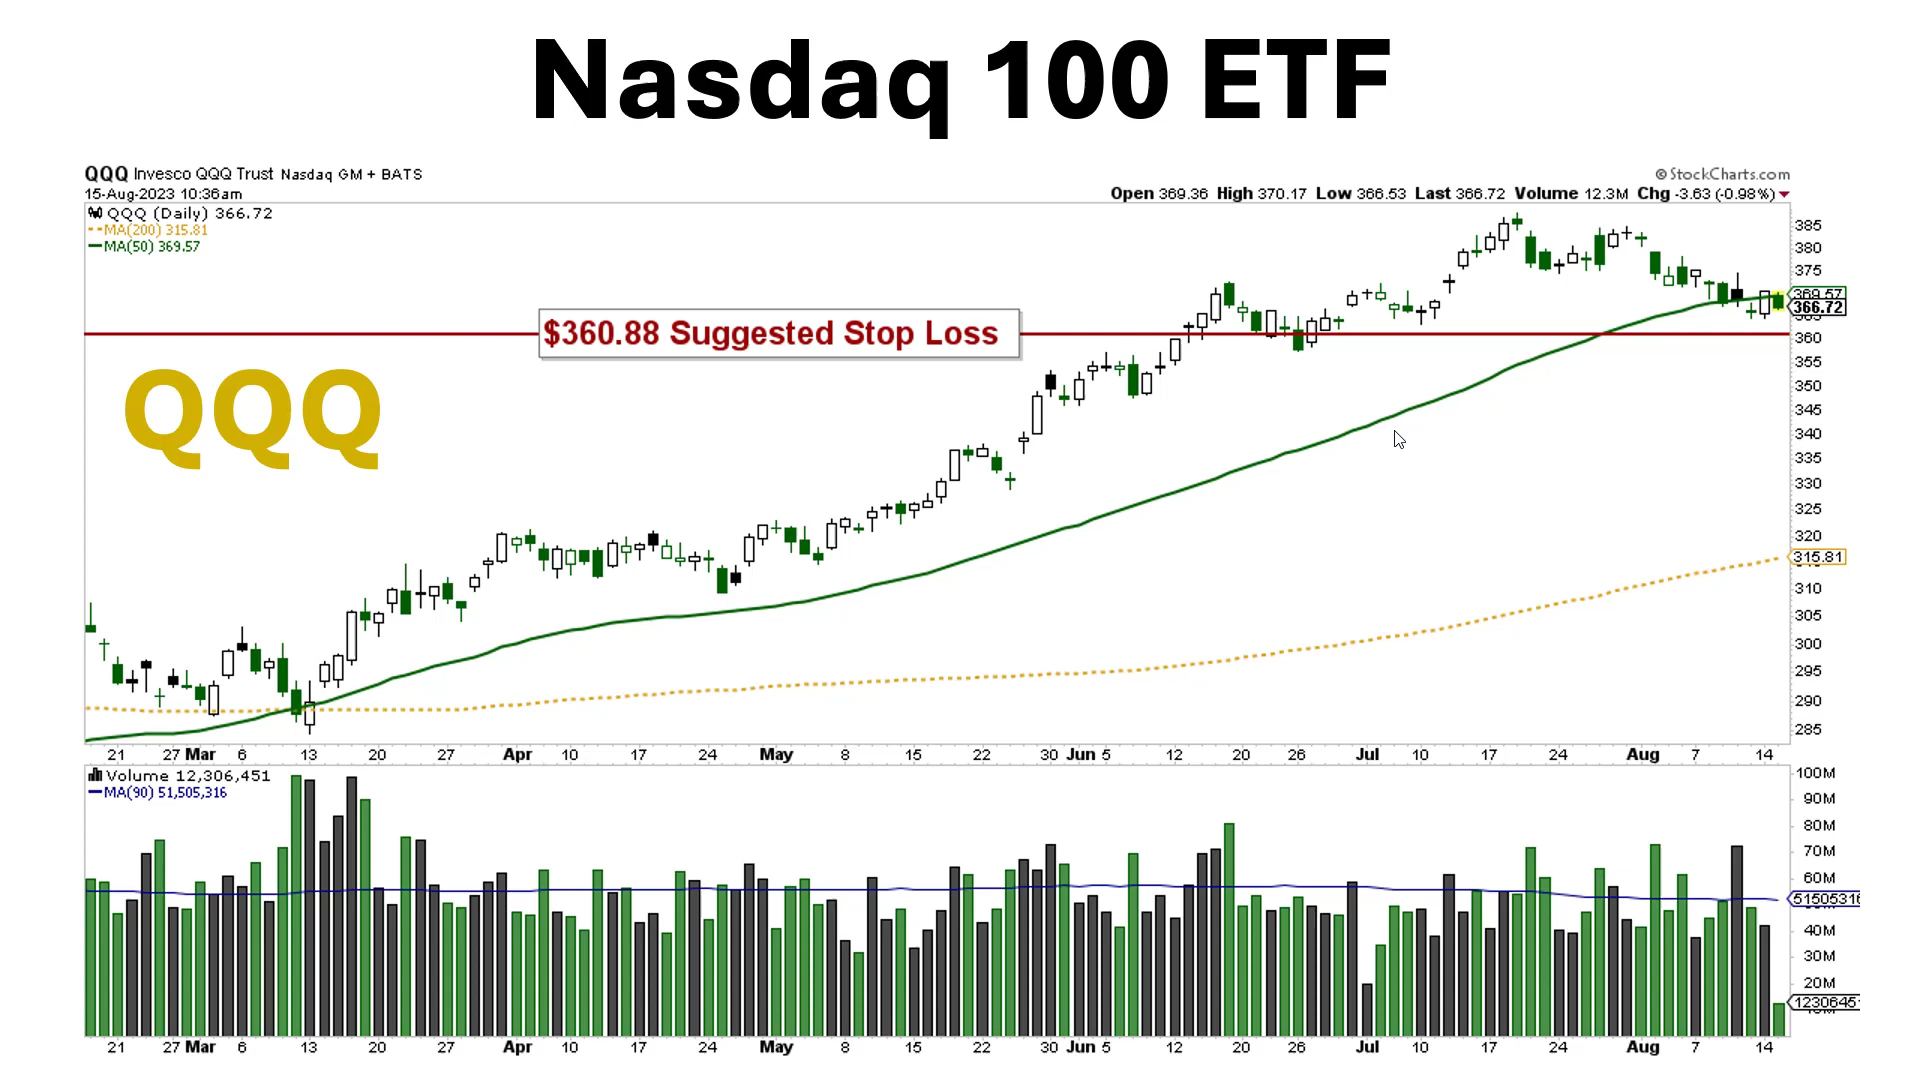 Nasdaq 100 ETF
QQQ Invesco QQQ Trust Nasdaq GM + BATS
© StockCharts.com
15-Aug-2023 10:36am
Open 369.36 High 370.17 Low 366.53 Last 366.72 Volume 12.3M Chg -3.63 (-0.98%)
QQQ (Daily) 366.72
MA(200) 315.81
MA(50) 369.57
385
380
375
369.57
366.72
365
360
355
350
345
340
335
330
325
320
315.81
310
305
300
295
290
285
$360.88 Suggested Stop Loss
QQQ
21 27 Mar 6 13 20 27 Apr 10 17 24 May 8 15 22 30 Jun 5 12 20 26 Jul 10 17 24 Aug 7 14
Volume 12,306,451
MA(90) 51,505,316
100M
90M
80M
70M
60M
51505316
40M
30M
20M
12306451
21 27 Mar 6 13 20 27 Apr 10 17 24 May 8 15 22 30 Jun 5 12 20 26 Jul 10 17 24 Aug 7 14